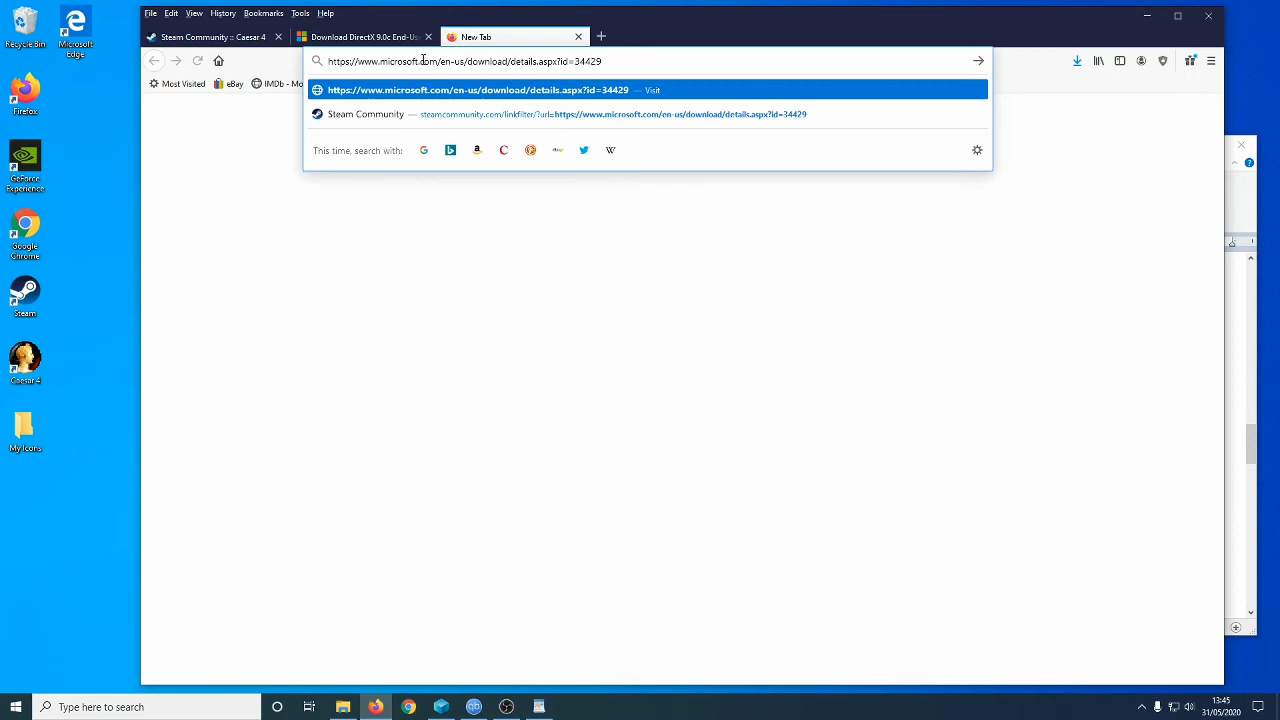 Recycle Bin
Microsoft Edge
Firefox
GeForce Experience
Google Chrome
Steam
Caesar 4
My Icons
File Edit View History Bookmarks Tools Help
Steam Community :: Caesar 4
Download DirectX 9.0c End-Use
New Tab
https://www.microsoft.com/en-us/download/details.aspx?id=34429
Most Visited eBay IMDb - Mo
https://www.microsoft.com/en-us/download/details.aspx?id=34429 — Visit
Steam Community — steamcommunity.com/linkfilter/?url=https://www.microsoft.com/en-us/download/details.aspx?id=34429
This time, search with:
Type here to search
13:45
31/05/2020